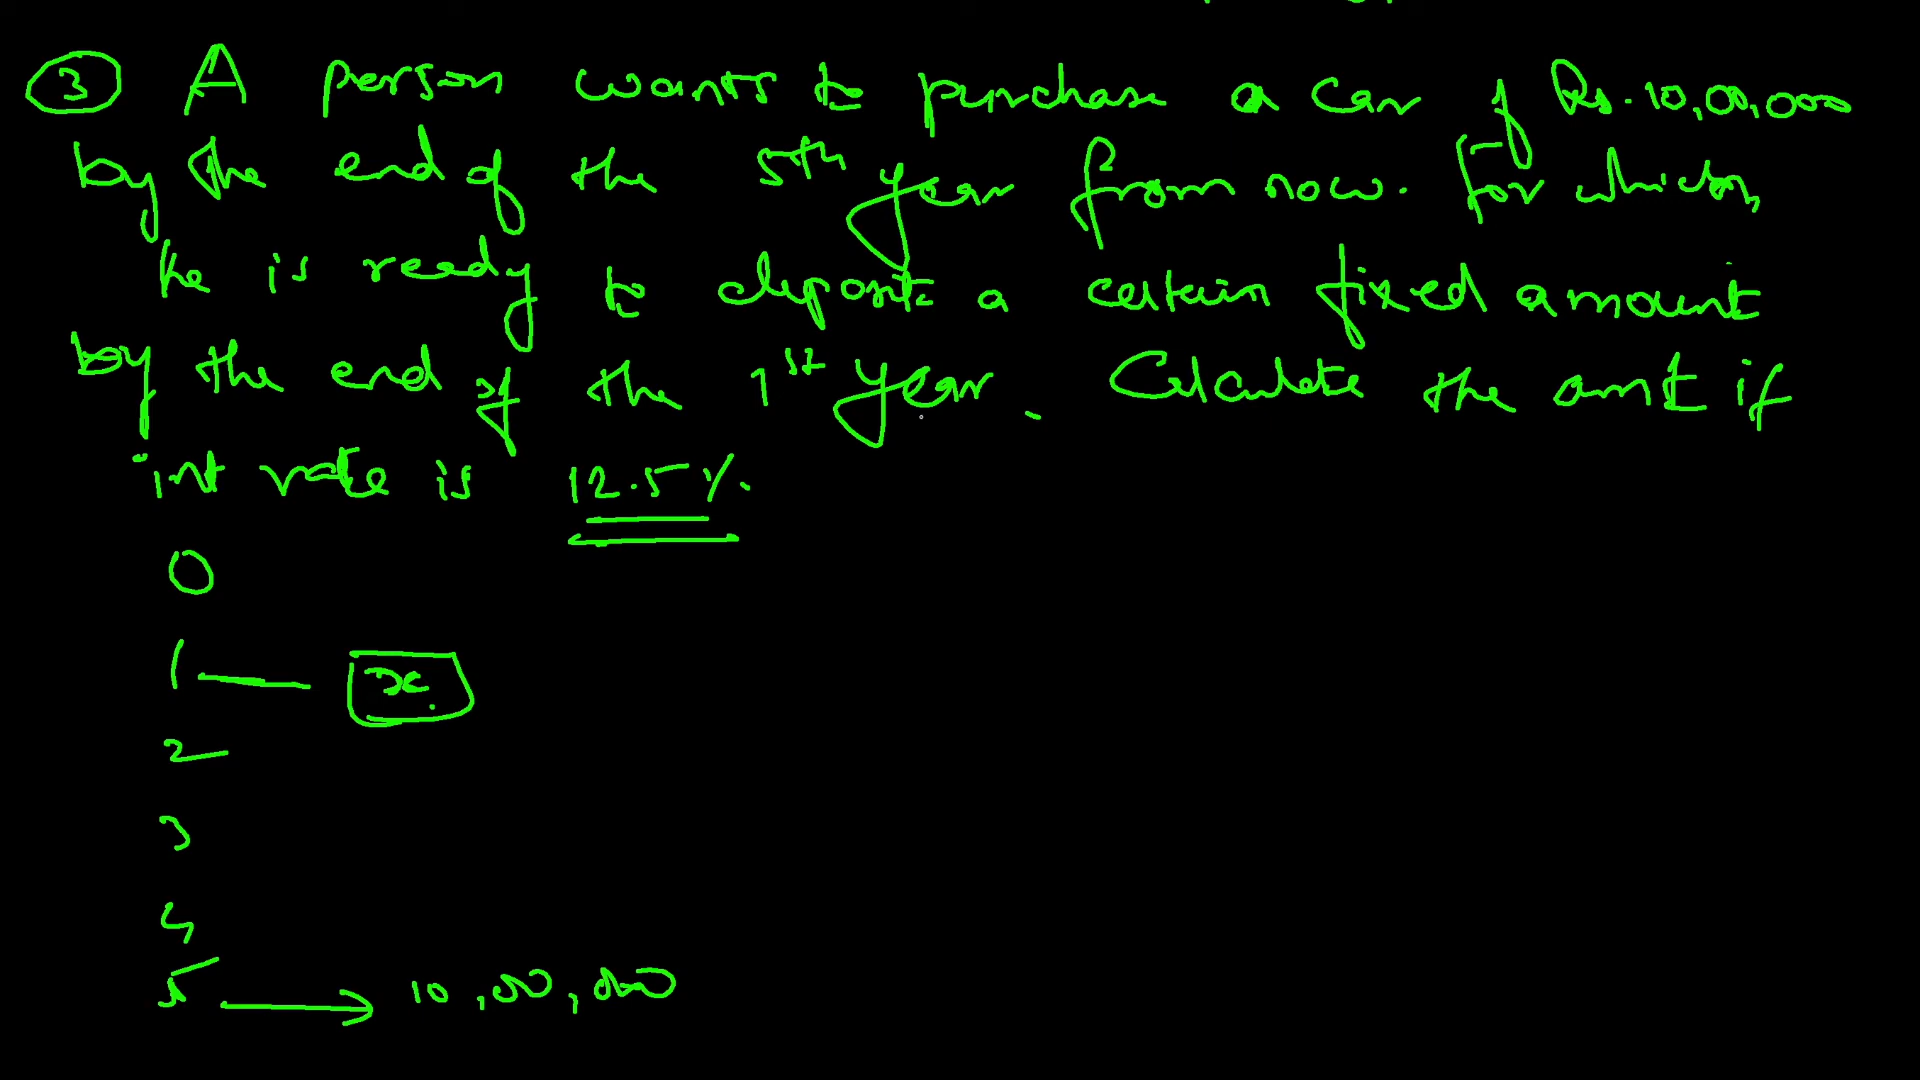 3 A person wants to purchase a car of Rs. 10,00,000
by the end of the 5th year from now. For which,
he is ready to deposit a certain fixed amount
by the end of the 1st year. Calculate the amt if
int rate is 12.5%.
0
1 x
2
3
4
5 10,00,000